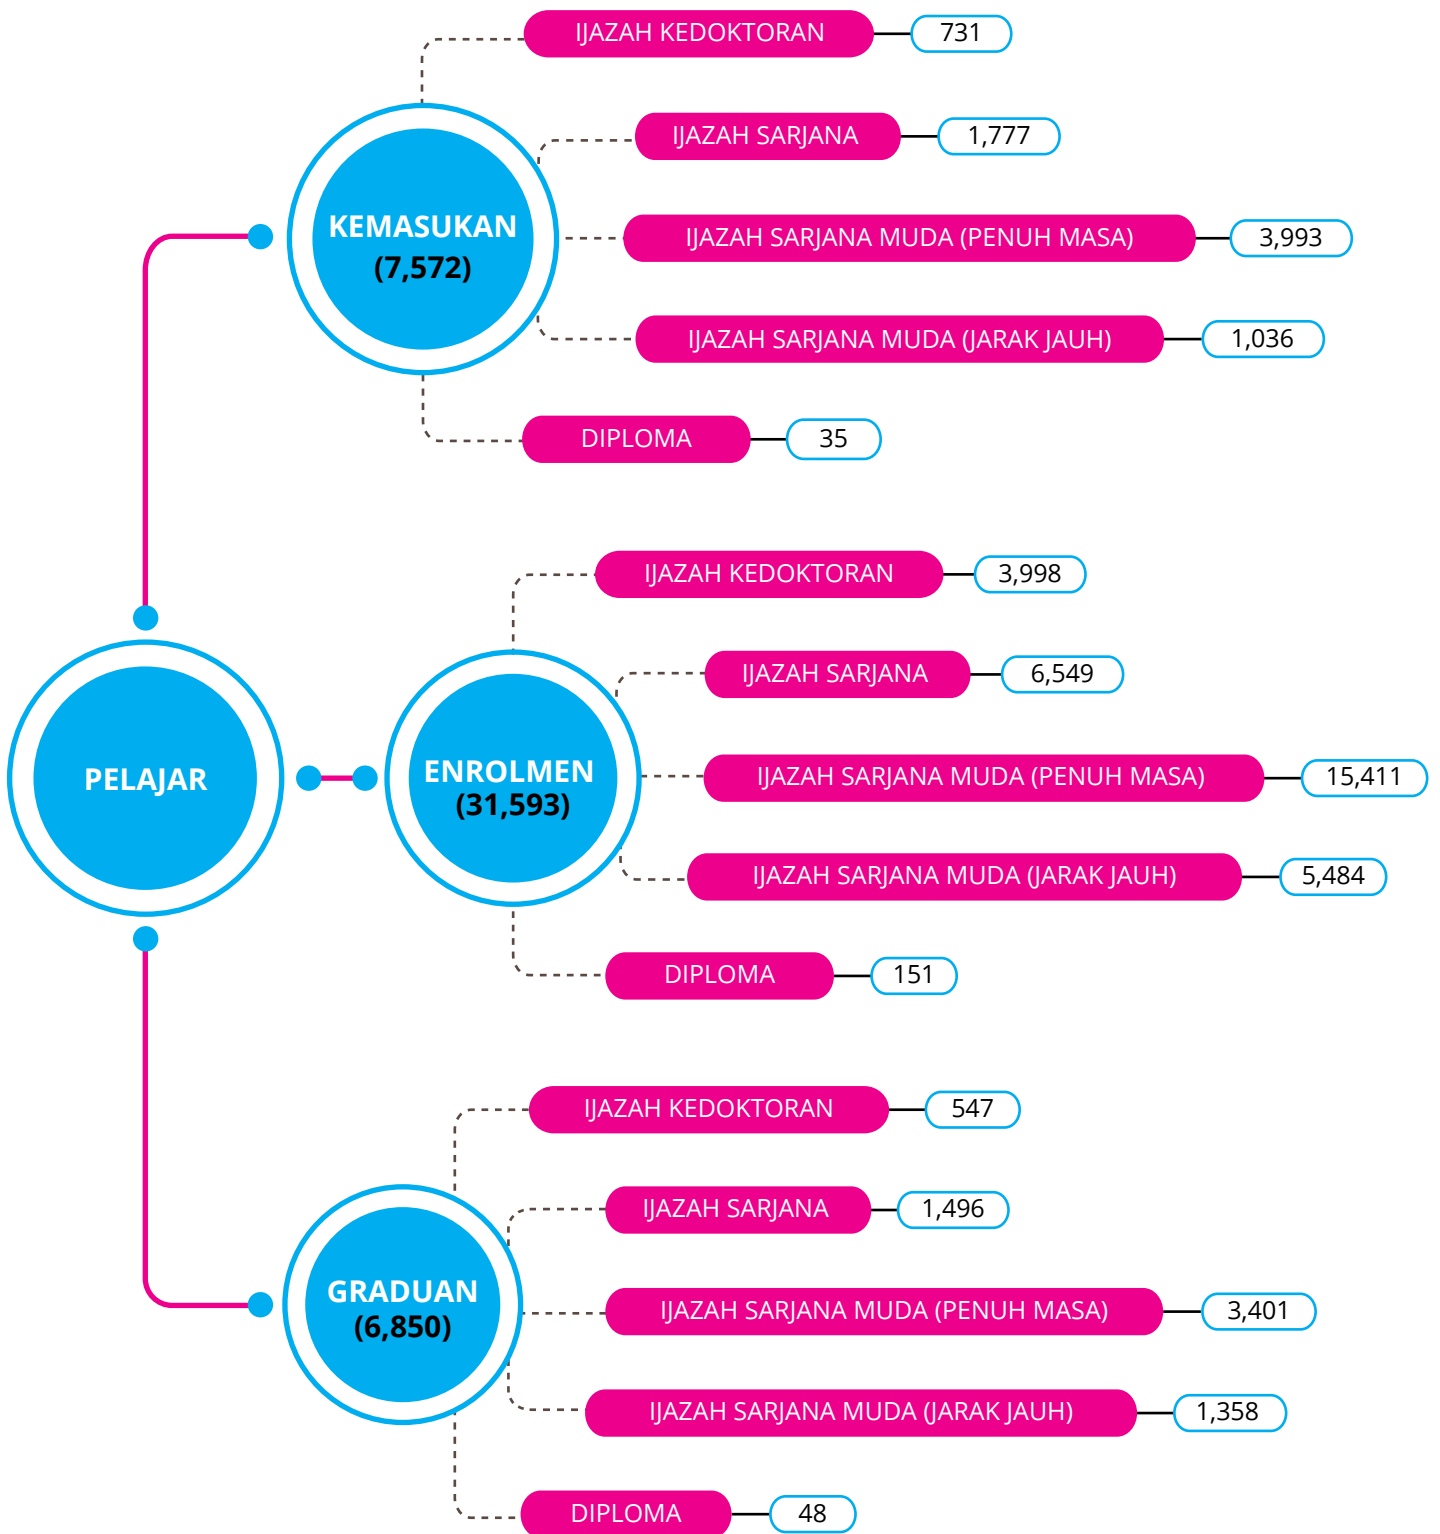 IJAZAH KEDOKTORAN 731
IJAZAH SARJANA 1,777
KEMASUKAN
(7,572)
IJAZAH SARJANA MUDA (PENUH MASA) 3,993
IJAZAH SARJANA MUDA (JARAK JAUH) 1,036
DIPLOMA 35
IJAZAH KEDOKTORAN 3,998
IJAZAH SARJANA 6,549
PELAJAR
ENROLMEN
(31,593)
IJAZAH SARJANA MUDA (PENUH MASA) 15,411
IJAZAH SARJANA MUDA (JARAK JAUH) 5,484
DIPLOMA 151
IJAZAH KEDOKTORAN 547
IJAZAH SARJANA 1,496
GRADUAN
(6,850)
IJAZAH SARJANA MUDA (PENUH MASA) 3,401
IJAZAH SARJANA MUDA (JARAK JAUH) 1,358
DIPLOMA 48